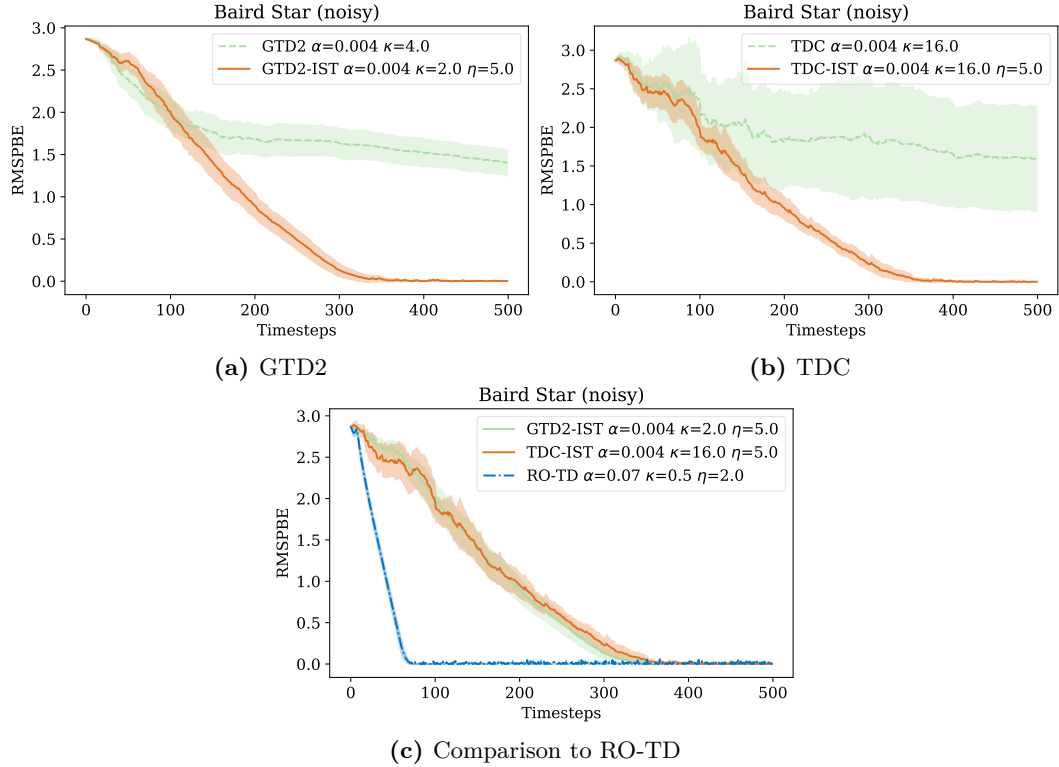 Baird Star (noisy)
3.0
2.5
2.0
1.5
1.0
0.5
0.0
RMSPBE
GTD2 α=0.004 κ=4.0
GTD2-IST α=0.004 κ=2.0 η=5.0
0 100 200 300 400 500
Timesteps
(a) GTD2
Baird Star (noisy)
3.0
2.5
2.0
1.5
1.0
0.5
0.0
RMSPBE
TDC α=0.004 κ=16.0
TDC-IST α=0.004 κ=16.0 η=5.0
0 100 200 300 400 500
Timesteps
(b) TDC
Baird Star (noisy)
3.0
2.5
2.0
1.5
1.0
0.5
0.0
RMSPBE
GTD2-IST α=0.004 κ=2.0 η=5.0
TDC-IST α=0.004 κ=16.0 η=5.0
RO-TD α=0.07 κ=0.5 η=2.0
0 100 200 300 400 500
Timesteps
(c) Comparison to RO-TD